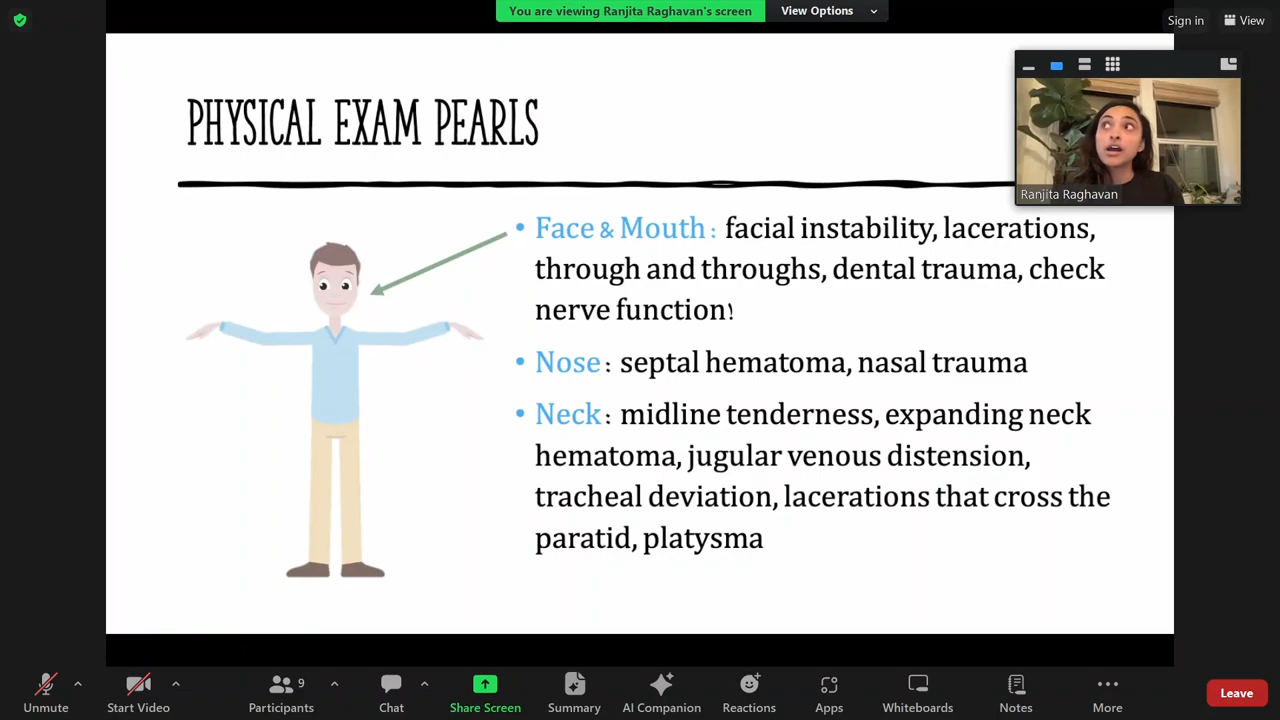 You are viewing Ranjita Raghavan's screen
View Options
Sign in
View
PHYSICAL EXAM PEARLS
Ranjita Raghavan
• Face & Mouth: facial instability, lacerations,
through and throughs, dental trauma, check
nerve function!
• Nose: septal hematoma, nasal trauma
• Neck: midline tenderness, expanding neck
hematoma, jugular venous distension,
tracheal deviation, lacerations that cross the
paratid, platysma
Unmute
Start Video
9
Participants
Chat
Share Screen
Summary
AI Companion
Reactions
Apps
Whiteboards
Notes
More
Leave